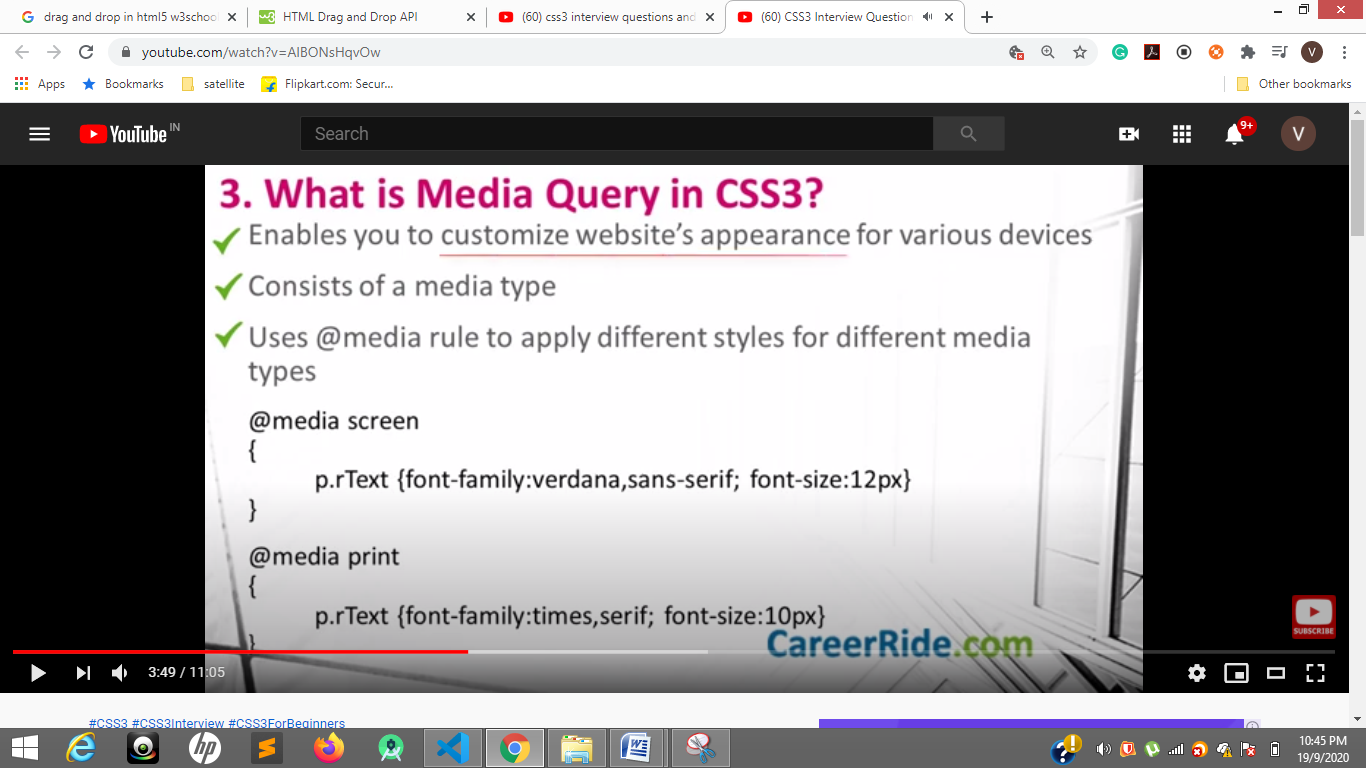 drag and drop in html5 w3school
HTML Drag and Drop API
(60) css3 interview questions and
(60) CSS3 Interview Question
youtube.com/watch?v=AIBONsHqvOw
V
Apps
Bookmarks
satellite
Flipkart.com: Secur...
Other bookmarks
YouTube IN
Search
9+
V
3. What is Media Query in CSS3?
Enables you to customize website's appearance for various devices
Consists of a media type
Uses @media rule to apply different styles for different media
types
@media screen
{
p.rText {font-family:verdana,sans-serif; font-size:12px}
}
@media print
{
p.rText {font-family:times,serif; font-size:10px}
}
CareerRide.com
SUBSCRIBE
3:49 / 11:05
#CSS3 #CSS3Interview #CSS3ForBeginners
10:45 PM
19/9/2020